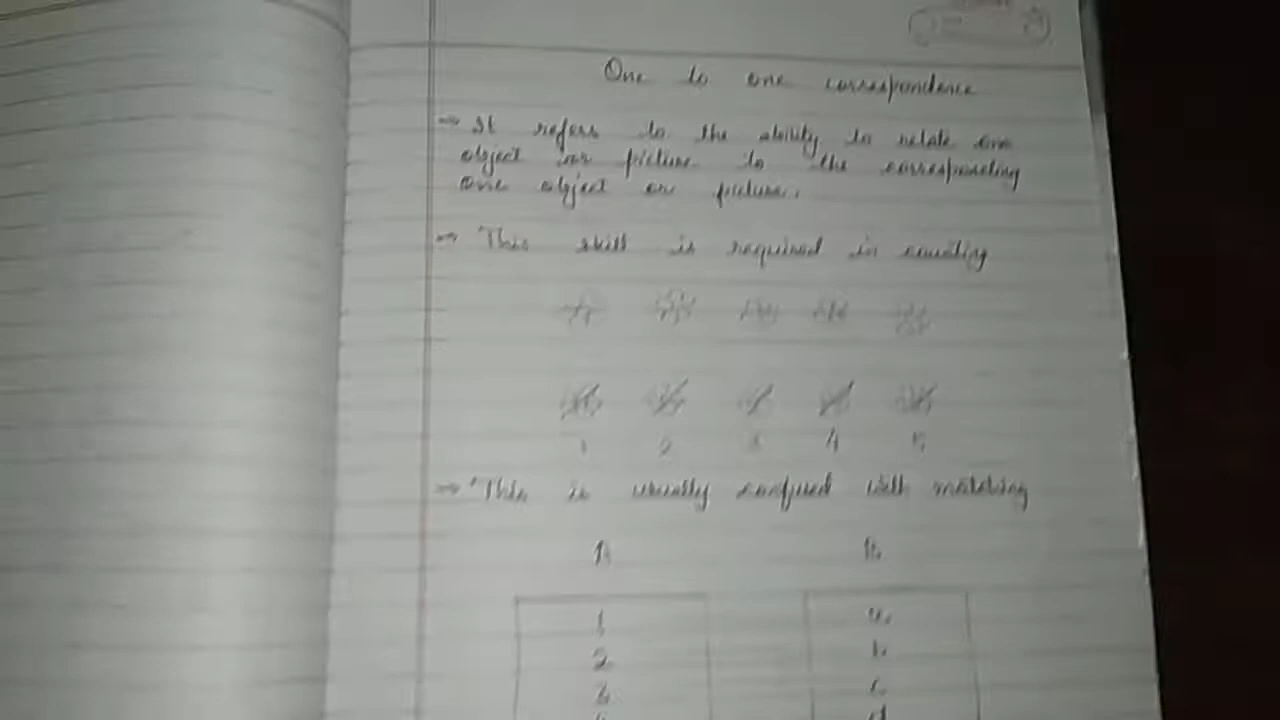 One to one correspondence
→ It refers to the ability to relate one
object or picture to the corresponding
one object or picture.
→ This skill is required in counting
1 2 3 4 5
→ This is usually confused with matching
A B
1 a.
2 b.
3 c.
4 d